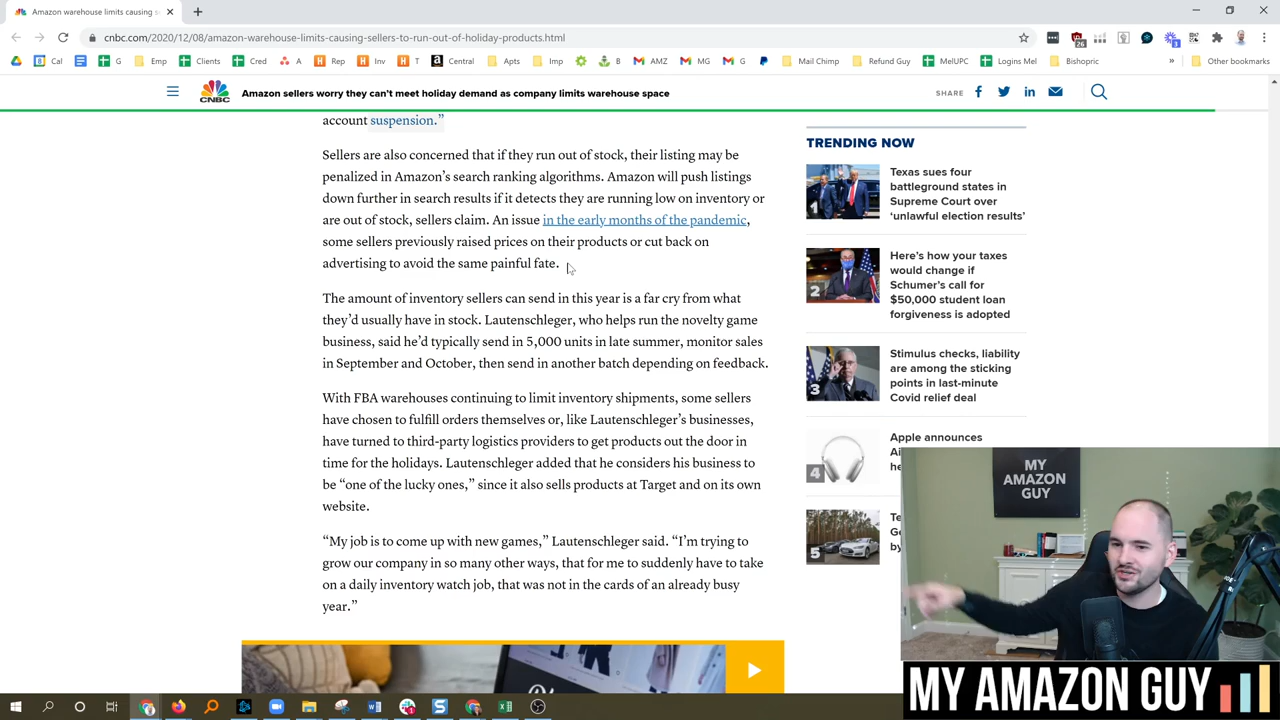 Amazon warehouse limits causing s
cnbc.com/2020/12/08/amazon-warehouse-limits-causing-sellers-to-run-out-of-holiday-products.html
26
Cal
G
Emp
Clients
Cred
A
Rep
Inv
T
Central
Apts
Imp
B
AMZ
MG
G
Mail Chimp
Refund Guy
MelUPC
Logins Mel
Bishopric
»
Other bookmarks
CNBC
Amazon sellers worry they can't meet holiday demand as company limits warehouse space
SHARE
account suspension.”
Sellers are also concerned that if they run out of stock, their listing may be
penalized in Amazon’s search ranking algorithms. Amazon will push listings
down further in search results if it detects they are running low on inventory or
are out of stock, sellers claim. An issue in the early months of the pandemic,
some sellers previously raised prices on their products or cut back on
advertising to avoid the same painful fate.
The amount of inventory sellers can send in this year is a far cry from what
they’d usually have in stock. Lautenschleger, who helps run the novelty game
business, said he’d typically send in 5,000 units in late summer, monitor sales
in September and October, then send in another batch depending on feedback.
With FBA warehouses continuing to limit inventory shipments, some sellers
have chosen to fulfill orders themselves or, like Lautenschleger’s businesses,
have turned to third-party logistics providers to get products out the door in
time for the holidays. Lautenschleger added that he considers his business to
be “one of the lucky ones,” since it also sells products at Target and on its own
website.
“My job is to come up with new games,” Lautenschleger said. “I’m trying to
grow our company in so many other ways, that for me to suddenly have to take
on a daily inventory watch job, that was not in the cards of an already busy
year.”
TRENDING NOW
1
Texas sues four
battleground states in
Supreme Court over
‘unlawful election results’
2
Here’s how your taxes
would change if
Schumer’s call for
$50,000 student loan
forgiveness is adopted
3
Stimulus checks, liability
are among the sticking
points in last-minute
Covid relief deal
4
Apple announces
5
MY
AMAZON
GUY
MY AMAZON GUY